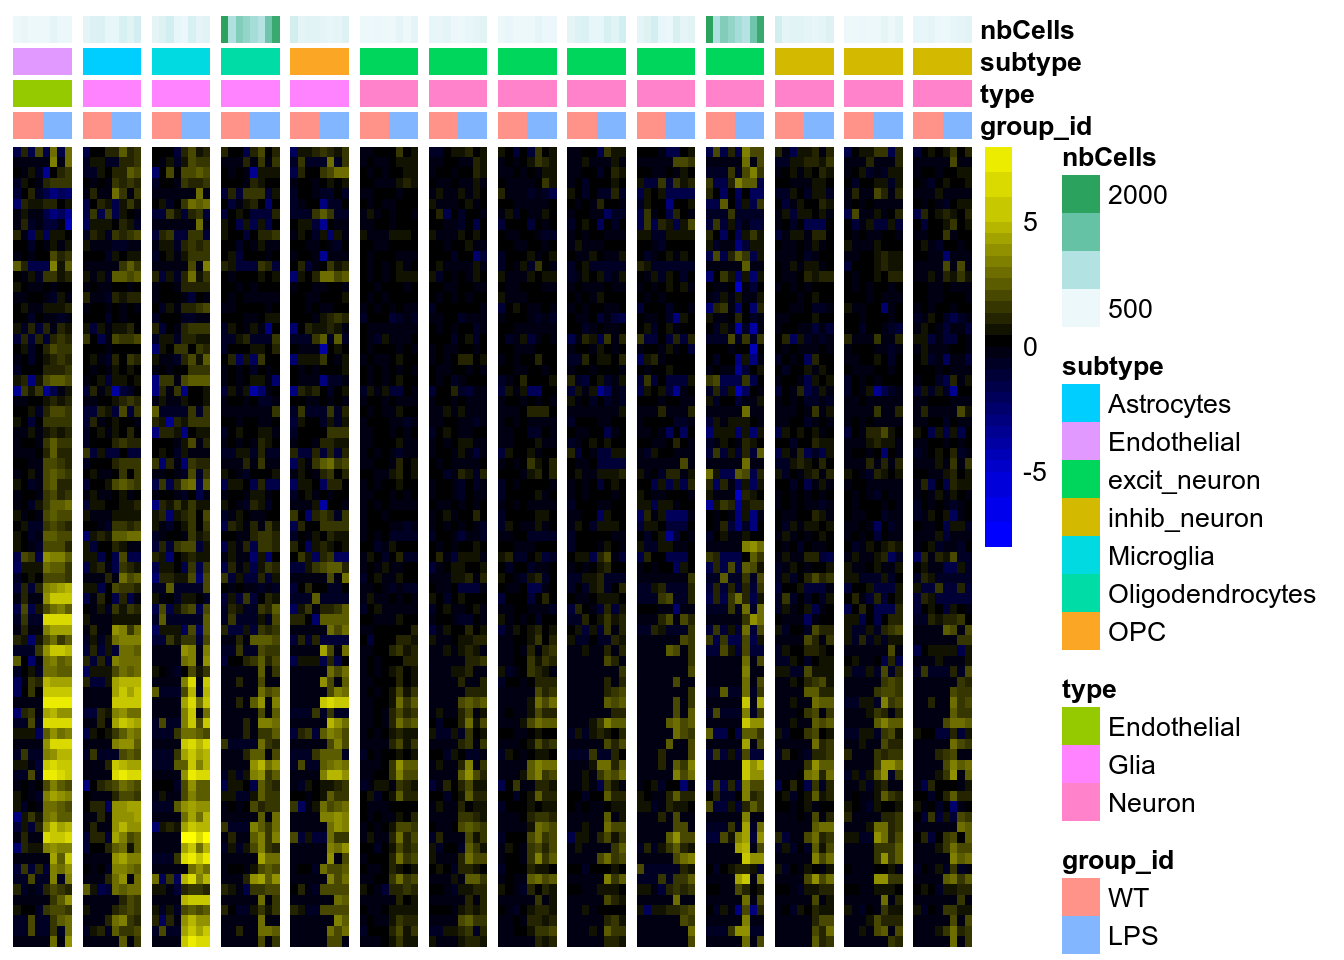 nbCells
subtype
type
group_id
5
0
-5
nbCells
2000
500
subtype
Astrocytes
Endothelial
excit_neuron
inhib_neuron
Microglia
Oligodendrocytes
OPC
type
Endothelial
Glia
Neuron
group_id
WT
LPS